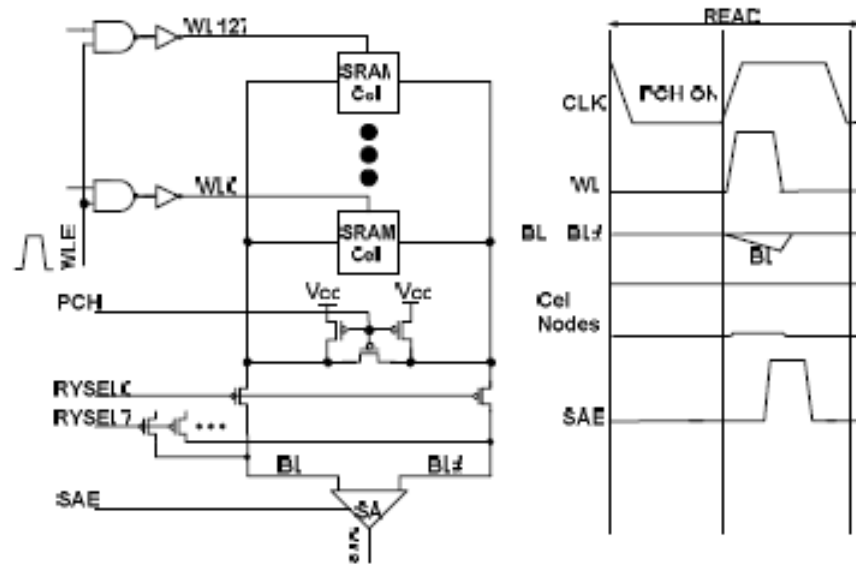 WL127
SRAM
Cell
WL0
SRAM
Cell
WLE
PCH
Vcc
Vcc
RYSEL0
RYSEL7
BL
BL#
SAE
SA
READ
CLK
PCH ON
WL
BL
BL#
BL
Cell
Nodes
SAE